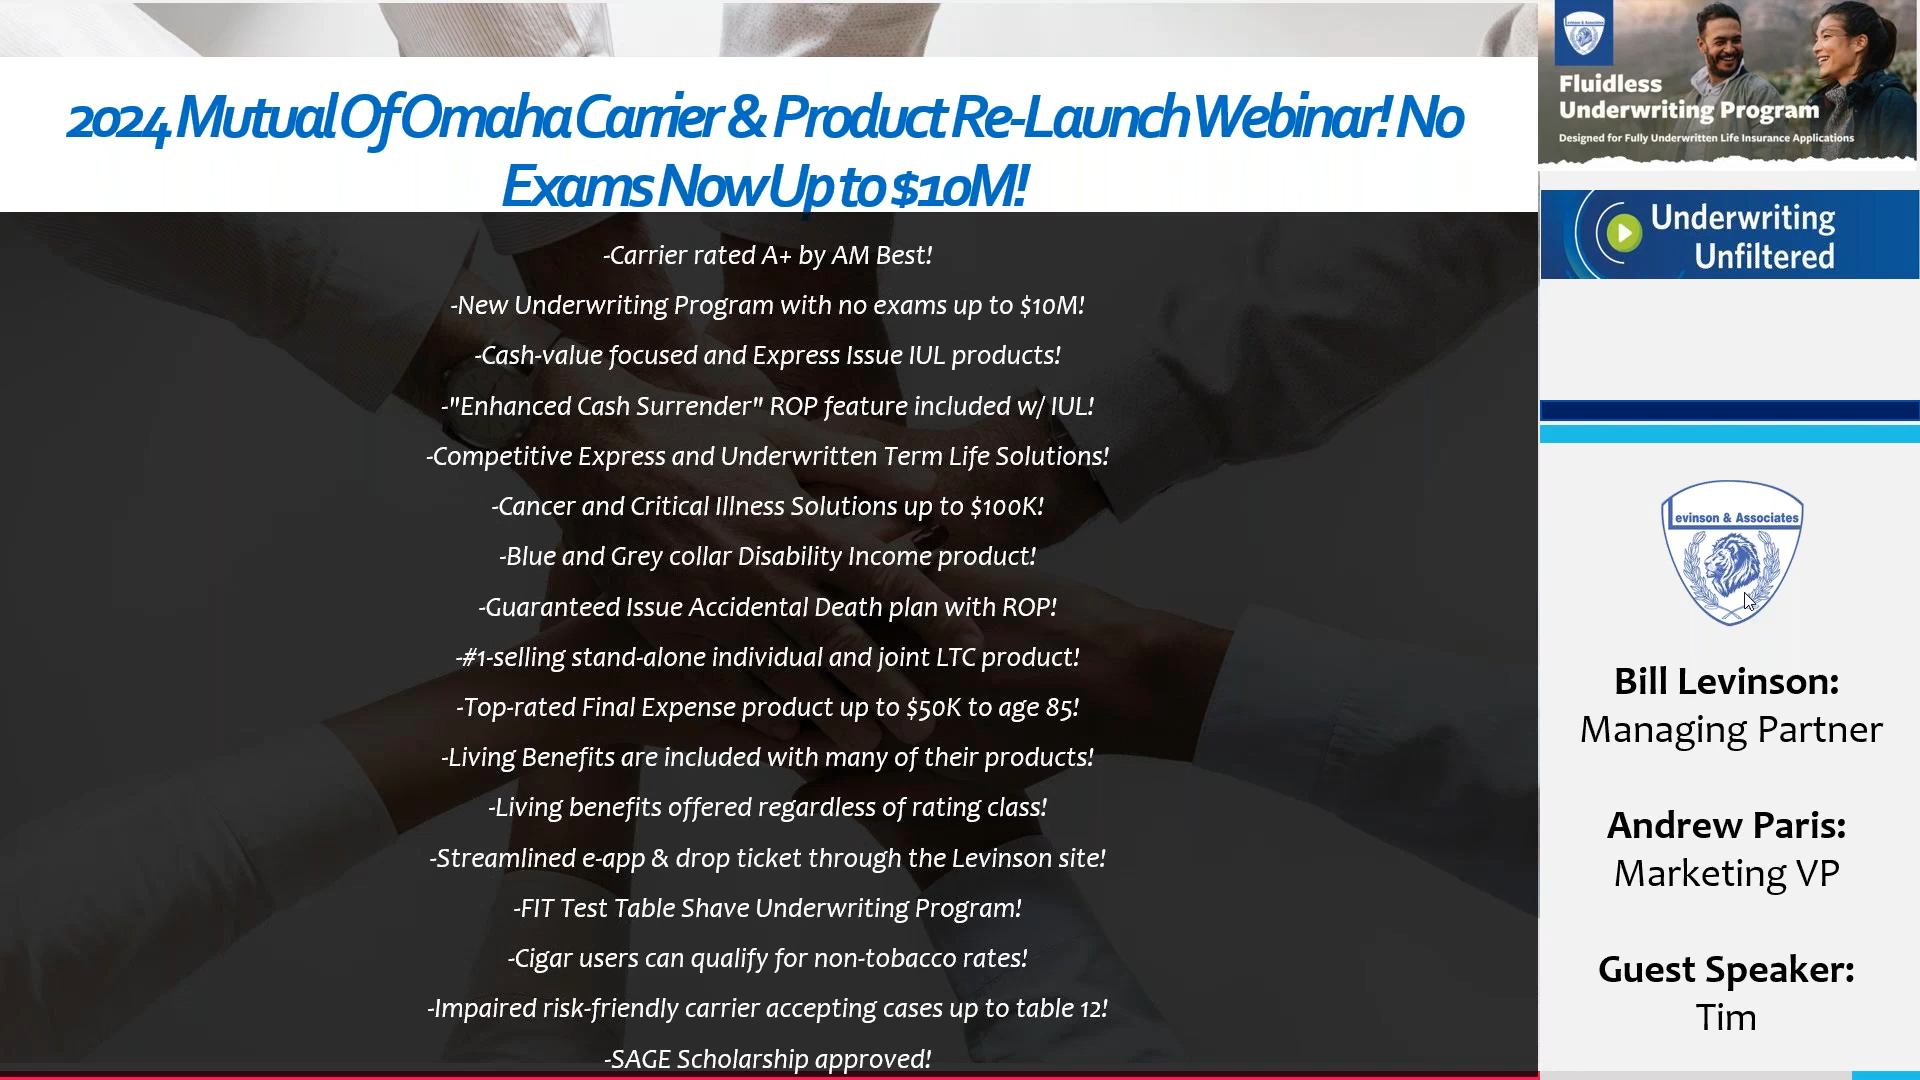 2024 Mutual Of Omaha Carrier & Product Re-Launch Webinar! No
Exams Now Up to $10M!
-Carrier rated A+ by AM Best!
-New Underwriting Program with no exams up to $10M!
-Cash-value focused and Express Issue IUL products!
-"Enhanced Cash Surrender" ROP feature included w/ IUL!
-Competitive Express and Underwritten Term Life Solutions!
-Cancer and Critical Illness Solutions up to $100K!
-Blue and Grey collar Disability Income product!
-Guaranteed Issue Accidental Death plan with ROP!
-#1-selling stand-alone individual and joint LTC product!
-Top-rated Final Expense product up to $50K to age 85!
-Living Benefits are included with many of their products!
-Living benefits offered regardless of rating class!
-Streamlined e-app & drop ticket through the Levinson site!
-FIT Test Table Shave Underwriting Program!
-Cigar users can qualify for non-tobacco rates!
-Impaired risk-friendly carrier accepting cases up to table 12!
-SAGE Scholarship approved!
Levinson & Associates
Fluidless
Underwriting Program
Designed for Fully Underwritten Life Insurance Applications
Underwriting
Unfiltered
Levinson & Associates
Bill Levinson:
Managing Partner
Andrew Paris:
Marketing VP
Guest Speaker:
Tim